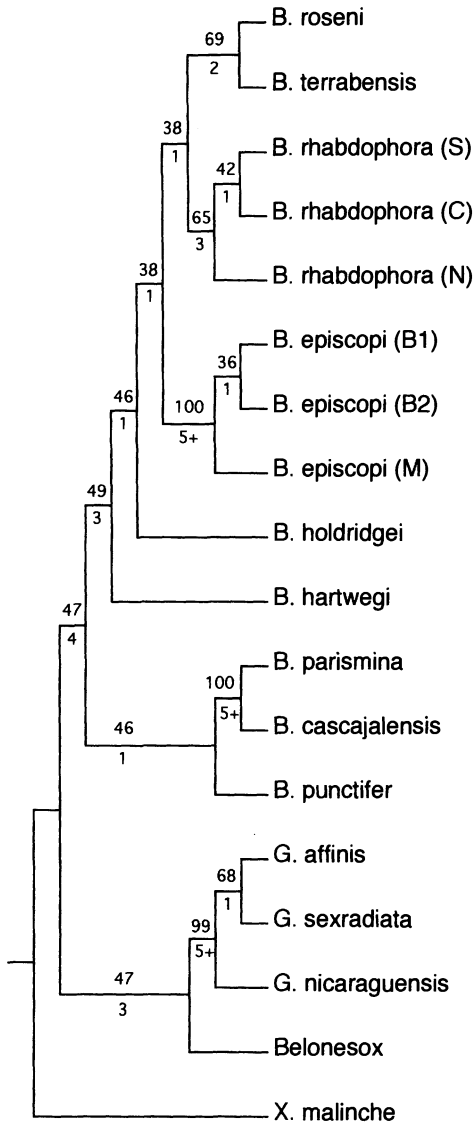 B. roseni
69
2
B. terrabensis
38
1
B. rhabdophora (S)
42
1
B. rhabdophora (C)
65
3
B. rhabdophora (N)
38
1
B. episcopi (B1)
36
1
B. episcopi (B2)
46
1
100
5+
B. episcopi (M)
49
3
B. holdridgei
B. hartwegi
47
4
B. parismina
100
5+
B. cascajalensis
46
1
B. punctifer
G. affinis
68
1
G. sexradiata
99
5+
G. nicaraguensis
47
3
Belonesox
X. malinche